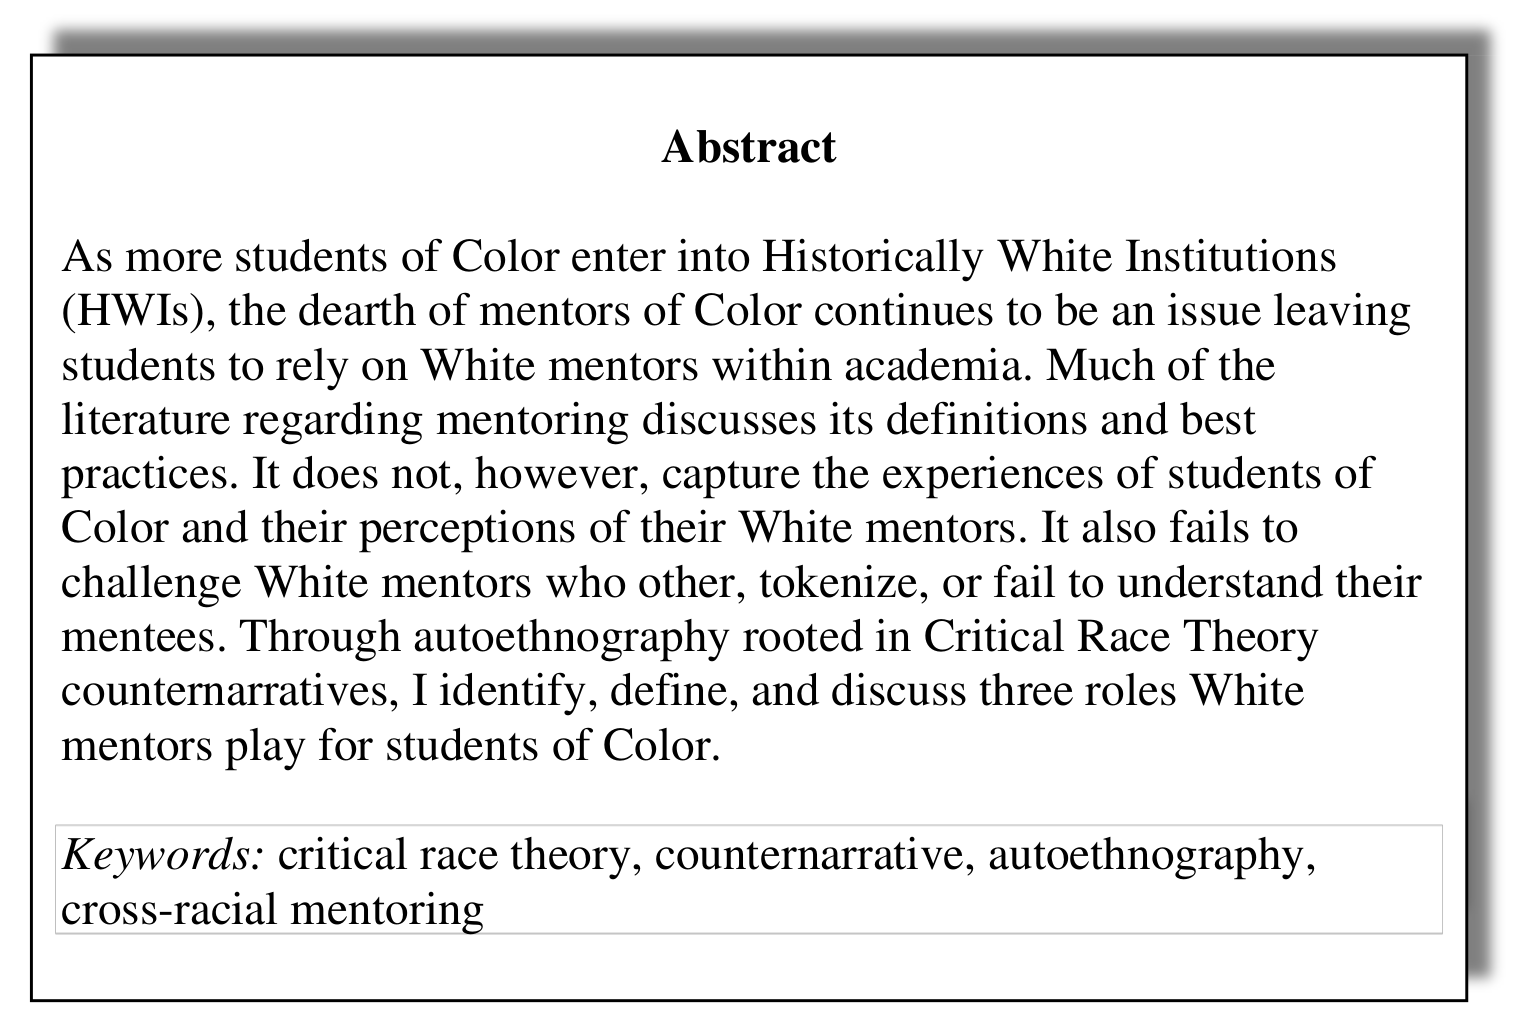 Abstract
As more students of Color enter into Historically White Institutions
(HWIs), the dearth of mentors of Color continues to be an issue leaving
students to rely on White mentors within academia. Much of the
literature regarding mentoring discusses its definitions and best
practices. It does not, however, capture the experiences of students of
Color and their perceptions of their White mentors. It also fails to
challenge White mentors who other, tokenize, or fail to understand their
mentees. Through autoethnography rooted in Critical Race Theory
counternarratives, I identify, define, and discuss three roles White
mentors play for students of Color.
Keywords: critical race theory, counternarrative, autoethnography,
cross-racial mentoring